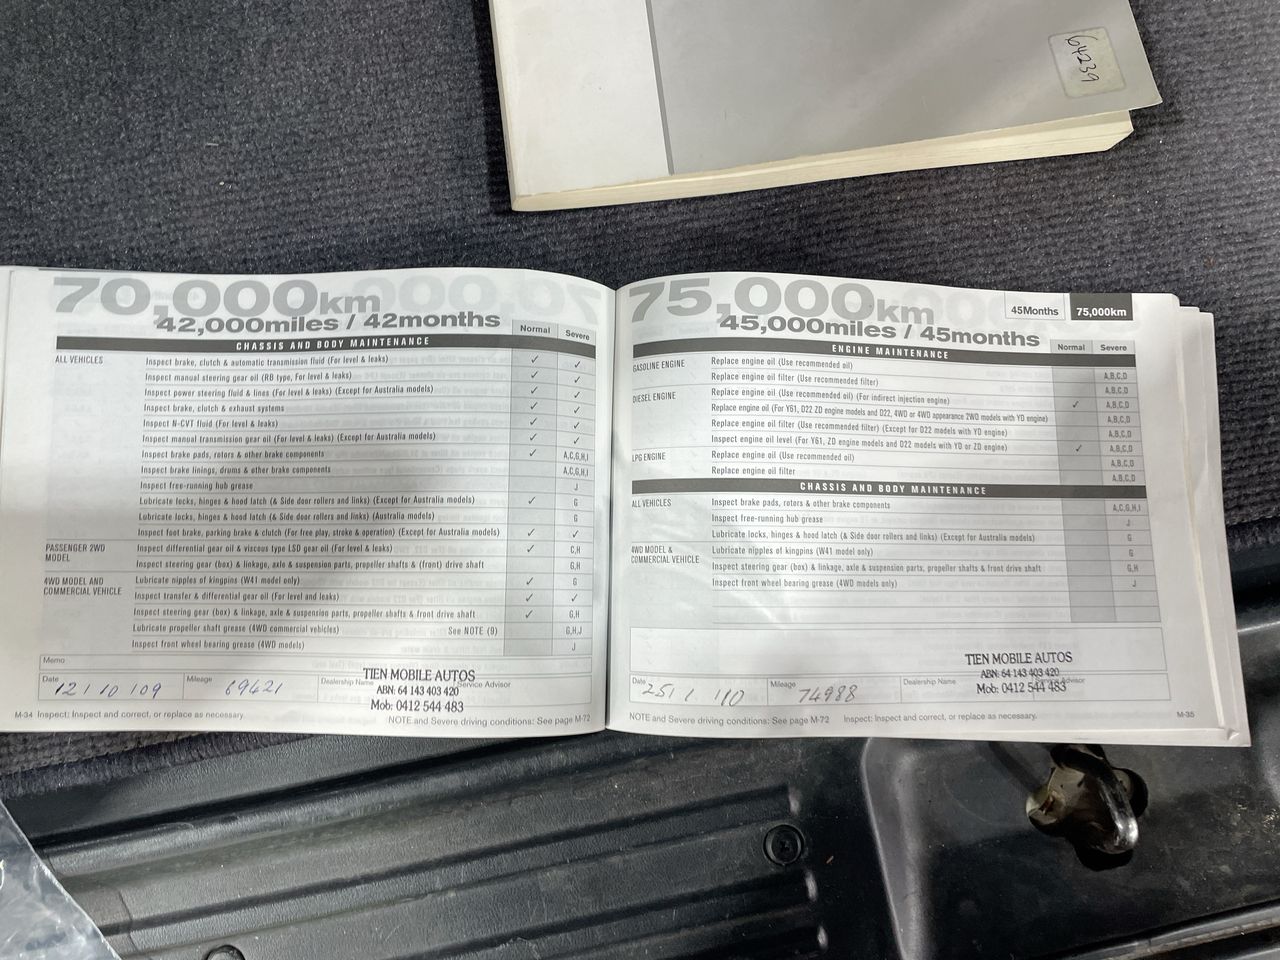 64239
70,000km
42,000miles / 42months
Normal Severe
CHASSIS AND BODY MAINTENANCE
ALL VEHICLES Inspect brake, clutch & automatic transmission fluid (For level & leaks) ✓ ✓
Inspect manual steering gear oil (RB type, For level & leaks) ✓ ✓
Inspect power steering fluid & lines (For level & leaks) (Except for Australia models) ✓ ✓
Inspect brake, clutch & exhaust systems ✓ ✓
Inspect N-CVT fluid (For level & leaks) ✓ ✓
Inspect manual transmission gear oil (For level & leaks) (Except for Australia models) ✓ ✓
Inspect brake pads, rotors & other brake components ✓ A,C,G,H,I
Inspect brake linings, drums & other brake components A,C,G,H,I
Inspect free-running hub grease J
Lubricate locks, hinges & hood latch (& Side door rollers and links) (Except for Australia models) ✓ G
Lubricate locks, hinges & hood latch (& Side door rollers and links) (Australia models) G
Inspect foot brake, parking brake & clutch (For free play, stroke & operation) (Except for Australia models) ✓ ✓
PASSENGER 2WD MODEL Inspect differential gear oil & viscous type LSD gear oil (For level & leaks) ✓ C,H
Inspect steering gear (box) & linkage, axle & suspension parts, propeller shafts & (front) drive shaft G,H
4WD MODEL AND COMMERCIAL VEHICLE Lubricate nipples of kingpins (W41 model only) ✓ G
Inspect transfer & differential gear oil (For level and leaks) ✓ ✓
Inspect steering gear (box) & linkage, axle & suspension parts, propeller shafts & front drive shaft ✓ G,H
Lubricate propeller shaft grease (4WD commercial vehicles) See NOTE (9) G,H,J
Inspect front wheel bearing grease (4WD models) J
Memo
Date 12/10/09 Mileage 69421 Dealership Name Service Advisor
TIEN MOBILE AUTOS
ABN: 64 143 403 420
Mob: 0412 544 483
M-34 Inspect: Inspect and correct, or replace as necessary. NOTE and Severe driving conditions: See page M-72
75,000km
45,000miles / 45months
45Months 75,000km
Normal Severe
ENGINE MAINTENANCE
GASOLINE ENGINE Replace engine oil (Use recommended oil) A,B,C,D
Replace engine oil filter (Use recommended filter) A,B,C,D
DIESEL ENGINE Replace engine oil (Use recommended oil) (For indirect injection engine) ✓ A,B,C,D
Replace engine oil (For Y61, D22 ZD engine models and D22, 4WD or 4WD appearance 2WD models with YD engine) A,B,C,D
Replace engine oil filter (Use recommended filter) (Except for D22 models with YD engine) A,B,C,D
Inspect engine oil level (For Y61, ZD engine models and D22 models with YD or ZD engine) ✓ A,B,C,D
LPG ENGINE Replace engine oil (Use recommended oil) A,B,C,D
Replace engine oil filter A,B,C,D
CHASSIS AND BODY MAINTENANCE
ALL VEHICLES Inspect brake pads, rotors & other brake components A,C,G,H,I
Inspect free-running hub grease J
Lubricate locks, hinges & hood latch (& Side door rollers and links) (Except for Australia models) G
4WD MODEL & COMMERCIAL VEHICLE Lubricate nipples of kingpins (W41 model only) G
Inspect steering gear (box) & linkage, axle & suspension parts, propeller shafts & front drive shaft G,H
Inspect front wheel bearing grease (4WD models only) J
Date 25/1/10 Mileage 74988 Dealership Name Service Advisor
TIEN MOBILE AUTOS
ABN: 64 143 403 420
Mob: 0412 544 483
NOTE and Severe driving conditions: See page M-72 Inspect: Inspect and correct, or replace as necessary. M-35